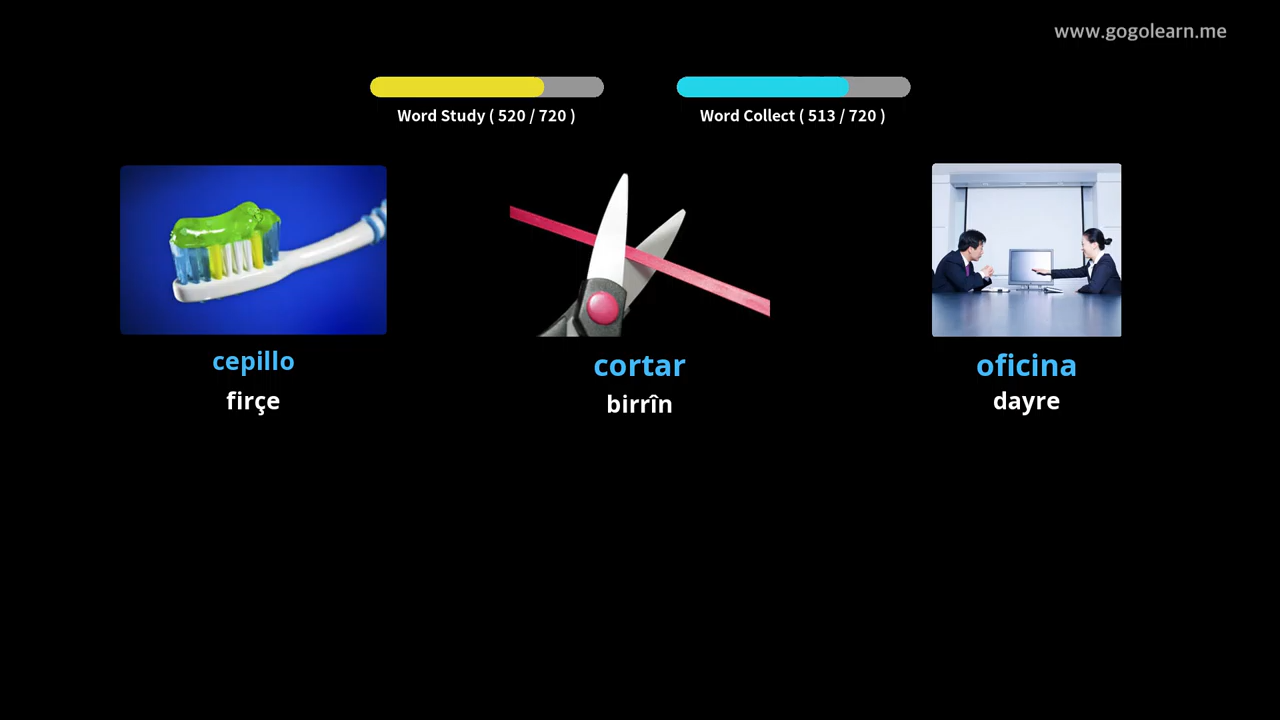 www.gogolearn.me
Word Study ( 520 / 720 )
Word Collect ( 513 / 720 )
cepillo
firçe
cortar
birrîn
oficina
dayre